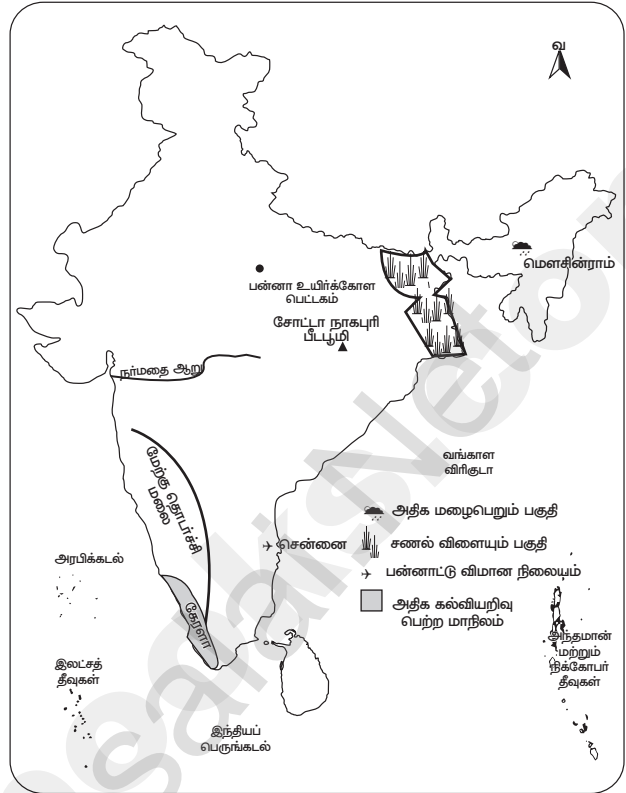 வ
மௌசின்ராம்
பன்னா உயிர்க்கோள
பெட்டகம்
சோட்டா நாகபுரி
பீடபூமி
நர்மதை ஆறு
மேற்கு தொடர்ச்சி
மலை
வங்காள
விரிகுடா
அதிக மழைபெறும் பகுதி
சென்னை
சணல் விளையும் பகுதி
பன்னாட்டு விமான நிலையம்
அரபிக்கடல்
அதிக கல்வியறிவு
பெற்ற மாநிலம்
கேரளா
அந்தமான்
மற்றும்
நிக்கோபர்
தீவுகள்
இலட்சத்
தீவுகள்
இந்தியப்
பெருங்கடல்